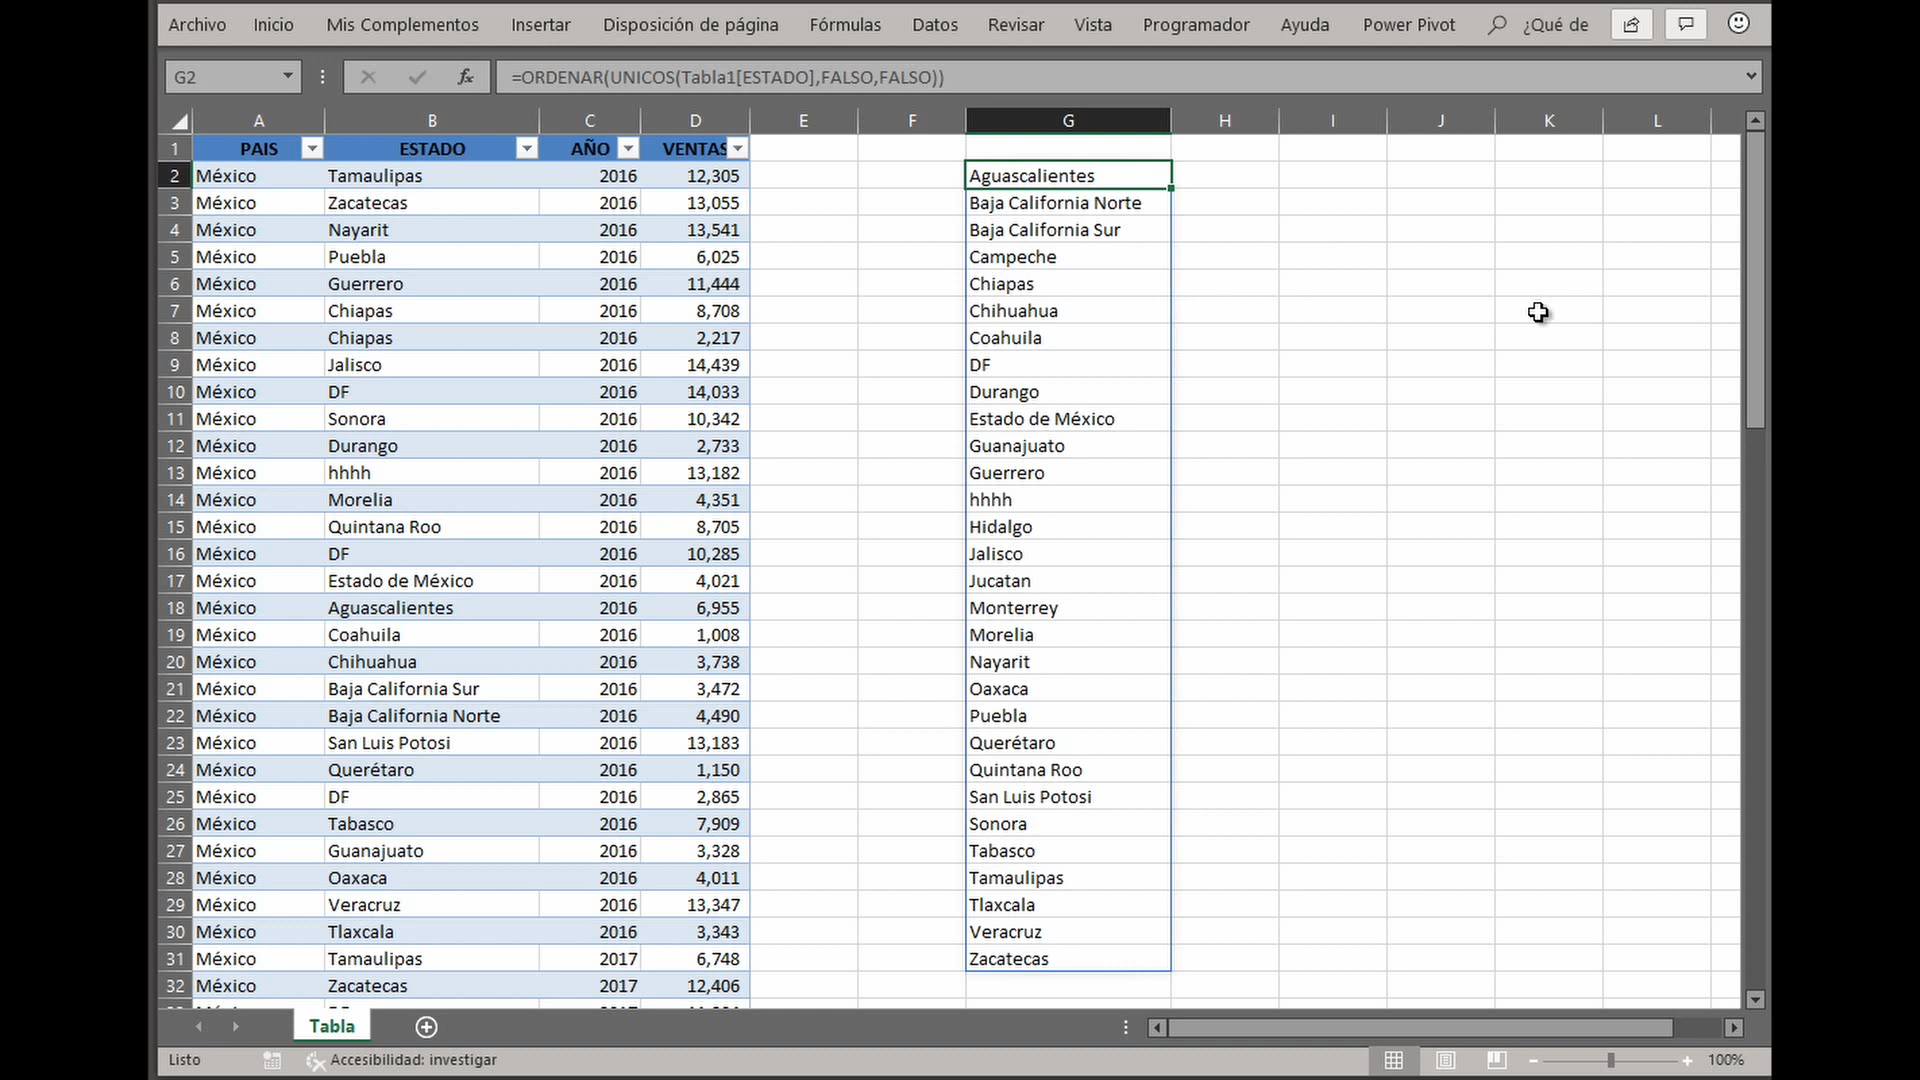 Archivo Inicio Mis Complementos Insertar Disposición de página Fórmulas Datos Revisar Vista Programador Ayuda Power Pivot ¿Qué de
G2 fx =ORDENAR(UNICOS(Tabla1[ESTADO],FALSO,FALSO))
A B C D E F G H I J K L
1 PAIS ESTADO AÑO VENTAS
2 México Tamaulipas 2016 12,305 Aguascalientes
3 México Zacatecas 2016 13,055 Baja California Norte
4 México Nayarit 2016 13,541 Baja California Sur
5 México Puebla 2016 6,025 Campeche
6 México Guerrero 2016 11,444 Chiapas
7 México Chiapas 2016 8,708 Chihuahua
8 México Chiapas 2016 2,217 Coahuila
9 México Jalisco 2016 14,439 DF
10 México DF 2016 14,033 Durango
11 México Sonora 2016 10,342 Estado de México
12 México Durango 2016 2,733 Guanajuato
13 México hhhh 2016 13,182 Guerrero
14 México Morelia 2016 4,351 hhhh
15 México Quintana Roo 2016 8,705 Hidalgo
16 México DF 2016 10,285 Jalisco
17 México Estado de México 2016 4,021 Jucatan
18 México Aguascalientes 2016 6,955 Monterrey
19 México Coahuila 2016 1,008 Morelia
20 México Chihuahua 2016 3,738 Nayarit
21 México Baja California Sur 2016 3,472 Oaxaca
22 México Baja California Norte 2016 4,490 Puebla
23 México San Luis Potosi 2016 13,183 Querétaro
24 México Querétaro 2016 1,150 Quintana Roo
25 México DF 2016 2,865 San Luis Potosi
26 México Tabasco 2016 7,909 Sonora
27 México Guanajuato 2016 3,328 Tabasco
28 México Oaxaca 2016 4,011 Tamaulipas
29 México Veracruz 2016 13,347 Tlaxcala
30 México Tlaxcala 2016 3,343 Veracruz
31 México Tamaulipas 2017 6,748 Zacatecas
32 México Zacatecas 2017 12,406
Tabla
Listo Accesibilidad: investigar 100%